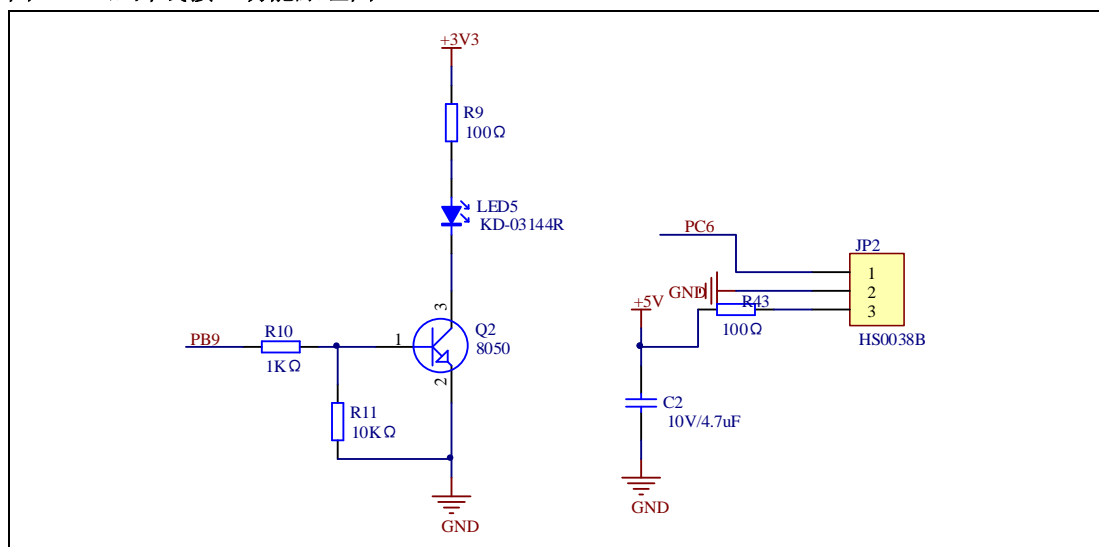 +3V3
R9
100Ω
LED5
KD-03144R
3
Q2
8050
1
2
PB9
R10
1KΩ
R11
10KΩ
GND
PC6
JP2
1
2
3
HS0038B
GND
+5V
R43
100Ω
C2
10V/4.7uF
GND